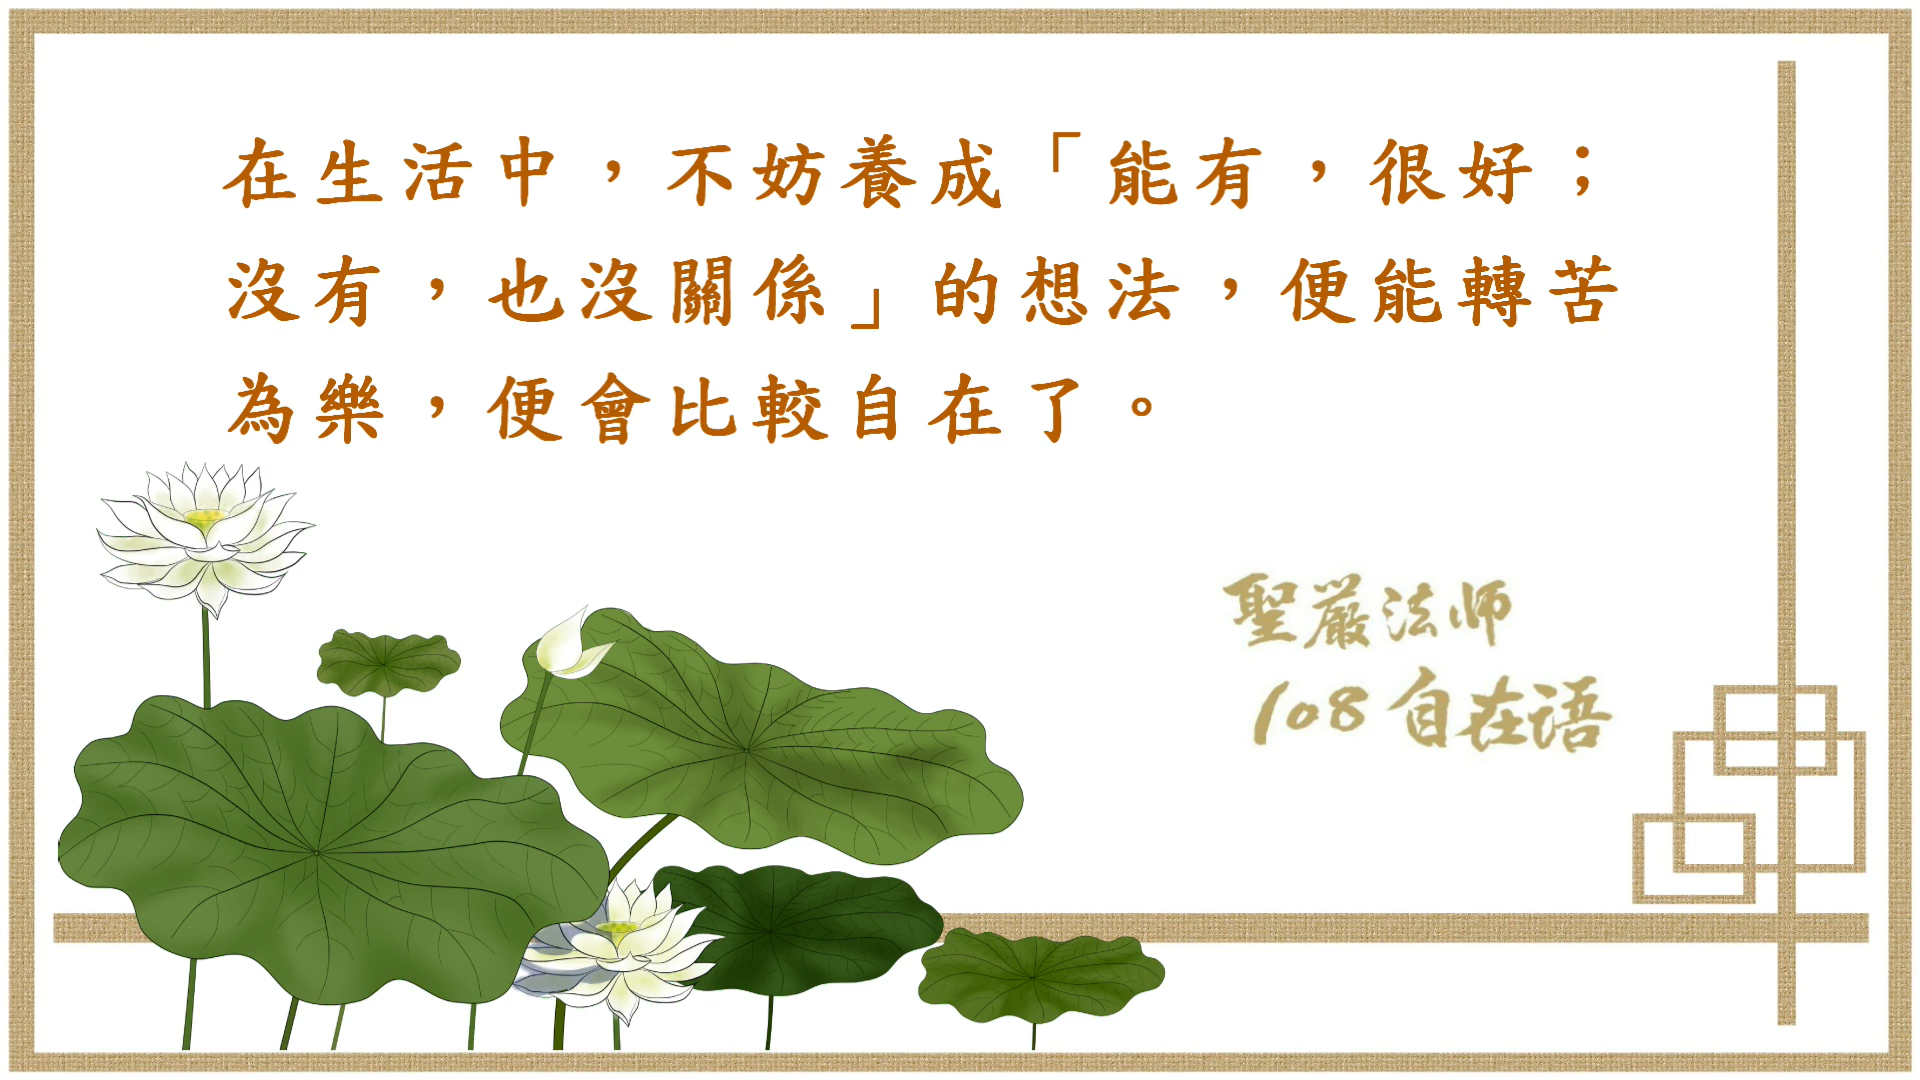 在生活中，不妨養成「能有，很好；
沒有，也沒關係」的想法，便能轉苦
為樂，便會比較自在了。
聖嚴法师
108自在语